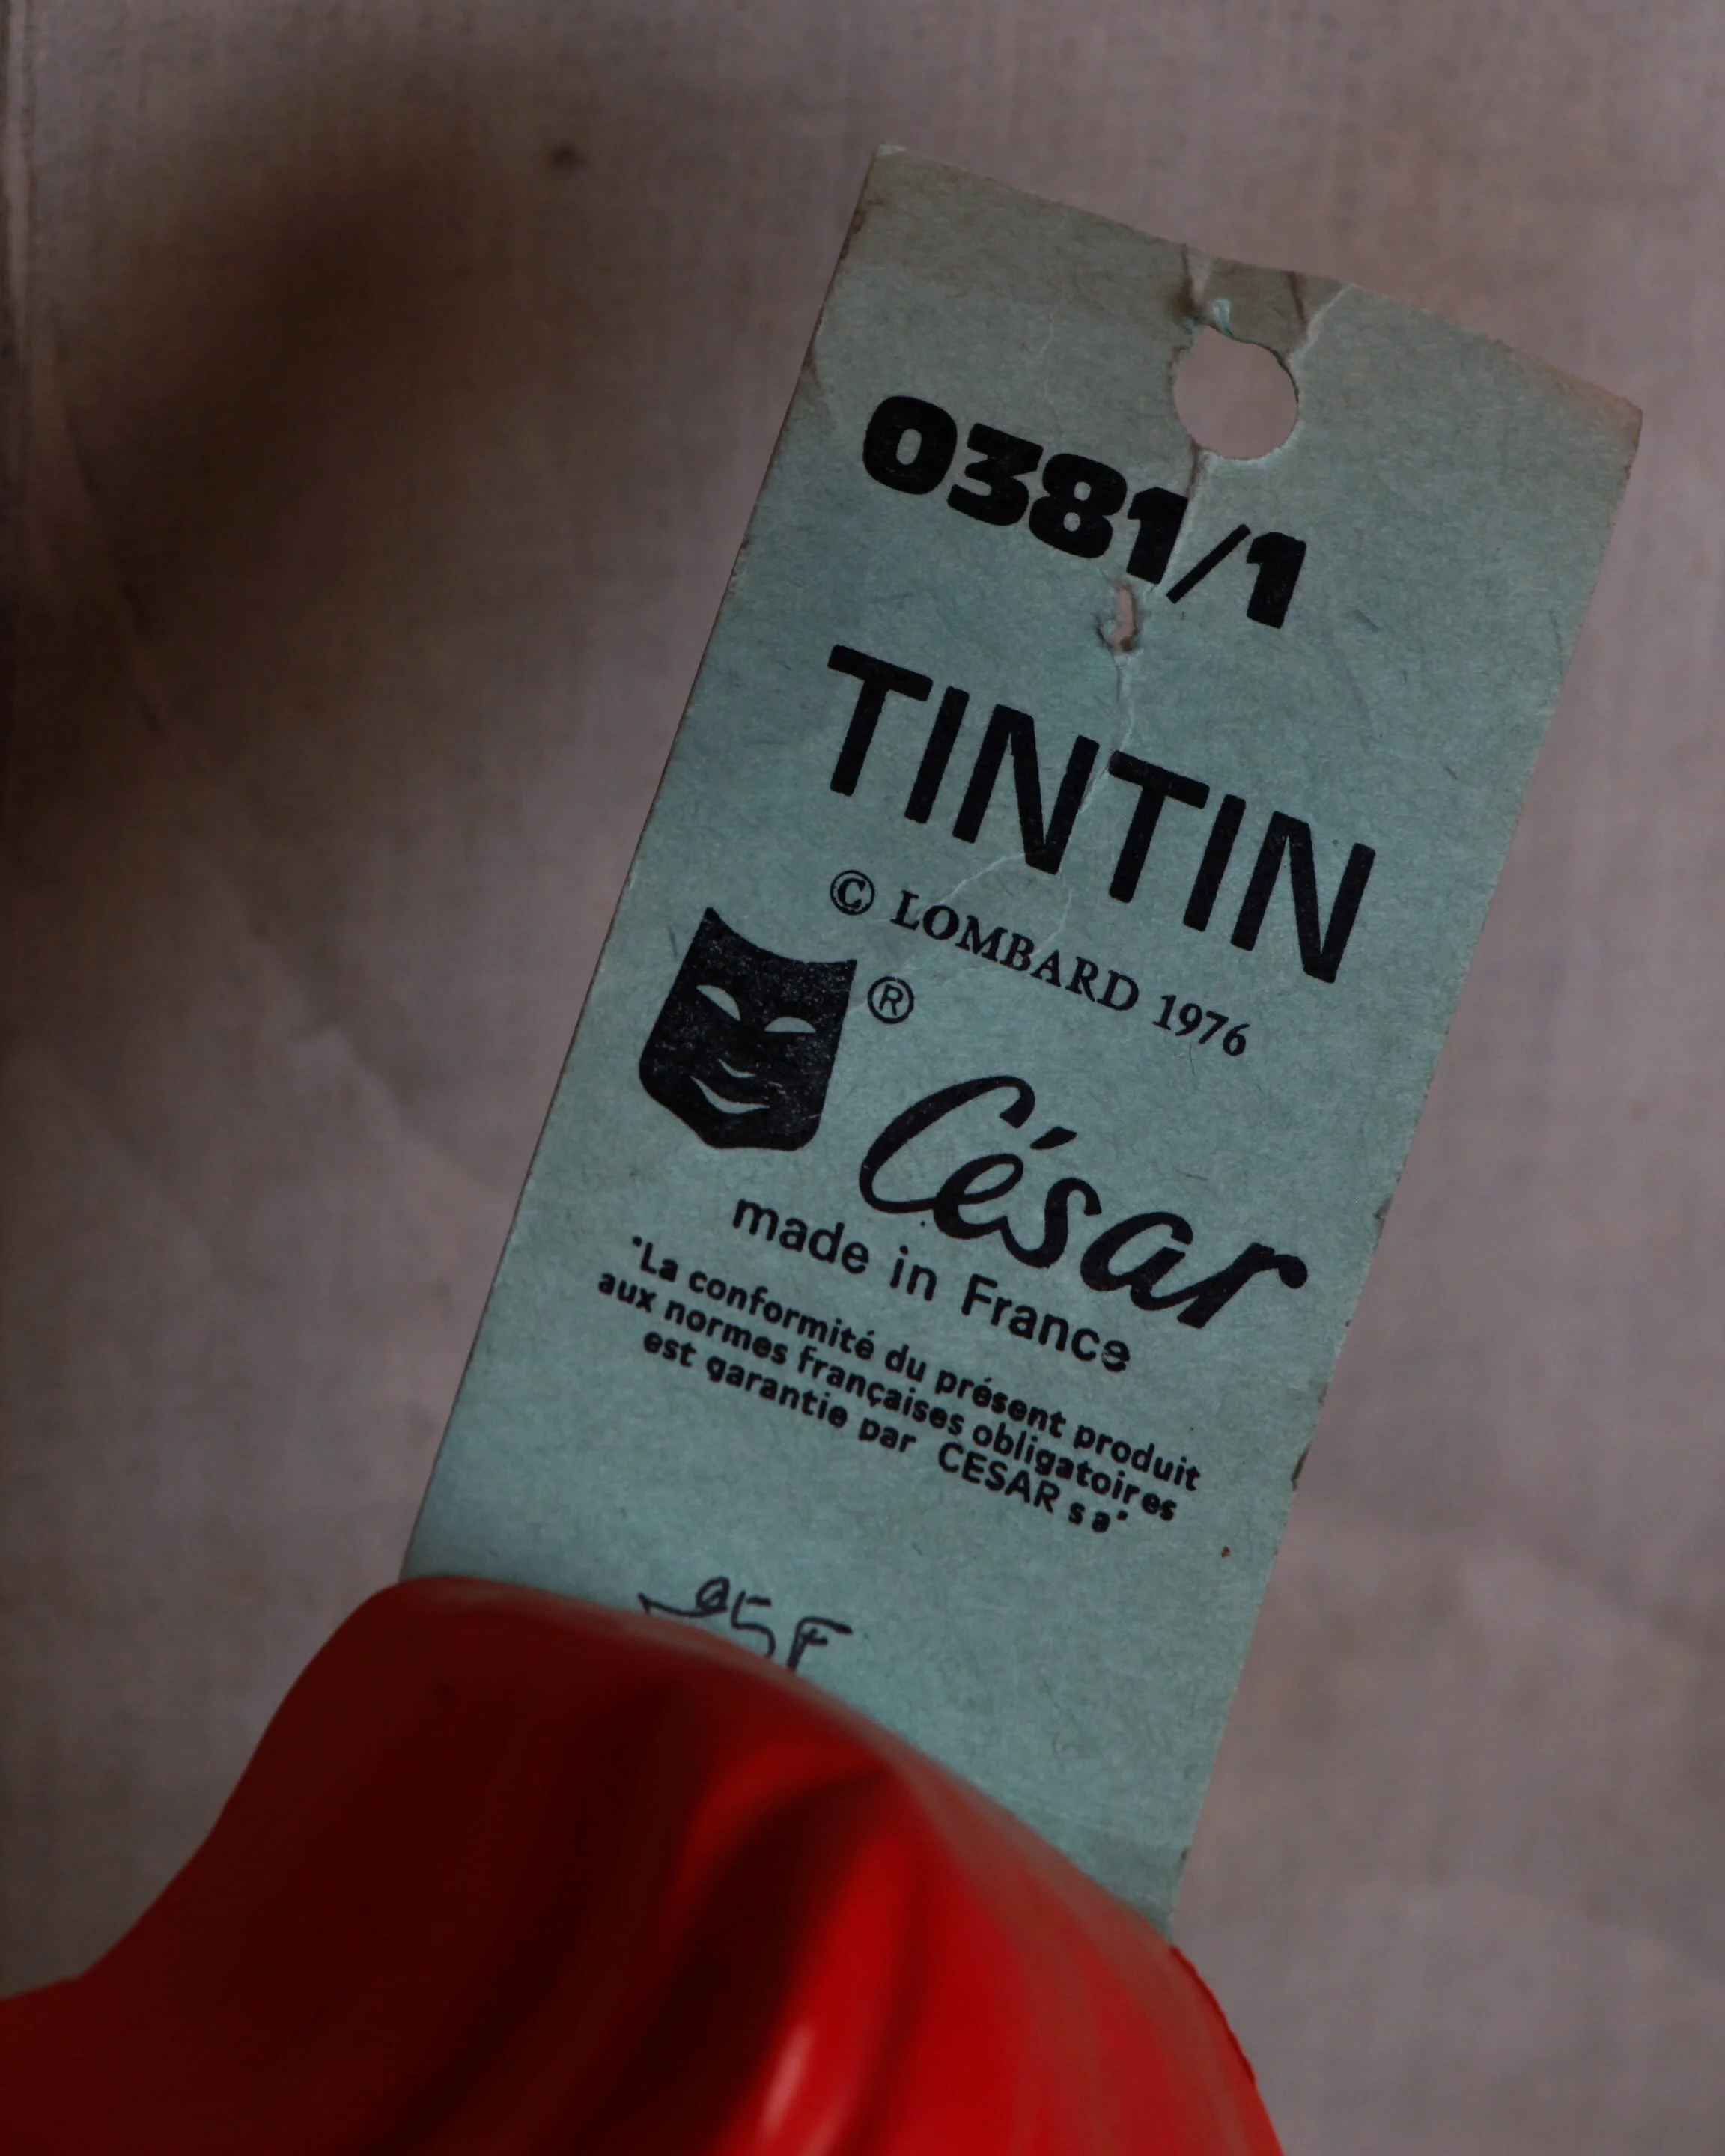 0381/1
TINTIN
© LOMBARD 1976
®
César
made in France
"La conformité du présent produit
aux normes françaises obligatoires
est garantie par CESAR s a"